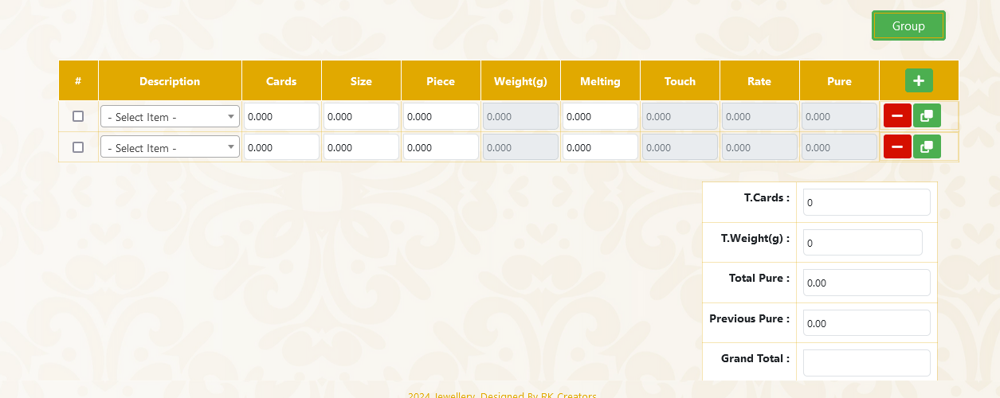 Group
# Description Cards Size Piece Weight(g) Melting Touch Rate Pure +
- Select Item - 0.000 0.000 0.000 0.000 0.000 0.000 0.000 0.000
- Select Item - 0.000 0.000 0.000 0.000 0.000 0.000 0.000 0.000
T.Cards : 0
T.Weight(g) : 0
Total Pure : 0.00
Previous Pure : 0.00
Grand Total :
2024 Jewellery. Designed By RK Creators